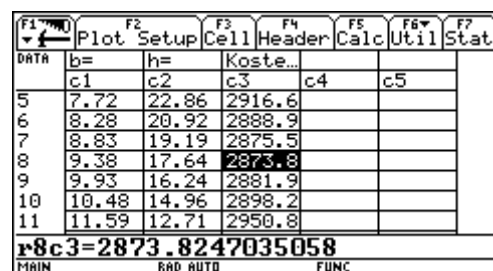 F1 F2 F3 F4 F5 F6 F7
Plot Setup Cell Header Calc Util Stat
DATA b= h= Koste…
c1 c2 c3 c4 c5
5 7.72 22.86 2916.6
6 8.28 20.92 2888.9
7 8.83 19.19 2875.5
8 9.38 17.64 2873.8
9 9.93 16.24 2881.9
10 10.48 14.96 2898.2
11 11.59 12.71 2950.8
r8c3=2873.8247035058
MAIN RAD AUTO FUNC